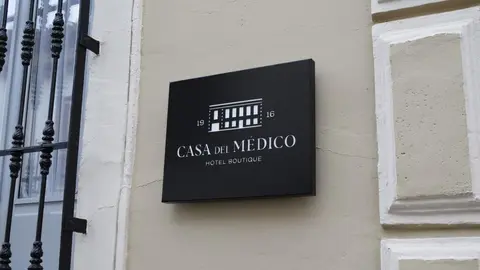 19 16
CASA DEL MÉDICO
HOTEL BOUTIQUE